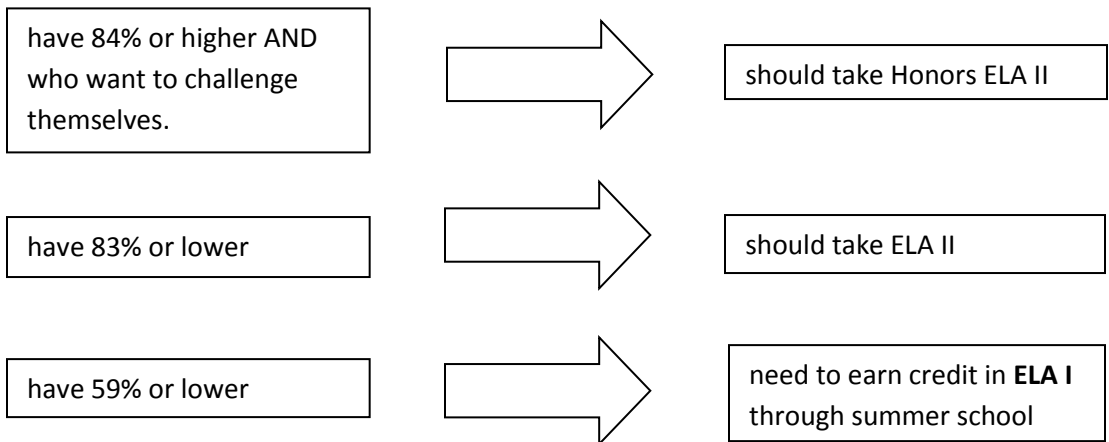 have 84% or higher AND
who want to challenge
themselves.
should take Honors ELA II
have 83% or lower
should take ELA II
have 59% or lower
need to earn credit in ELA I
through summer school